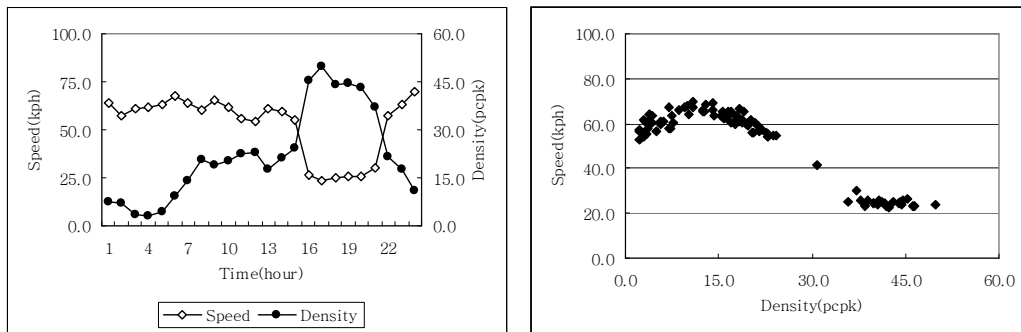 100.0
75.0
50.0
25.0
0.0
Speed(kph)
60.0
45.0
30.0
15.0
0.0
Density(pcpk)
1 4 7 10 13 16 19 22
Time(hour)
Speed Density
100.0
80.0
60.0
40.0
20.0
0.0
Speed(kph)
0.0 15.0 30.0 45.0 60.0
Density(pcpk)